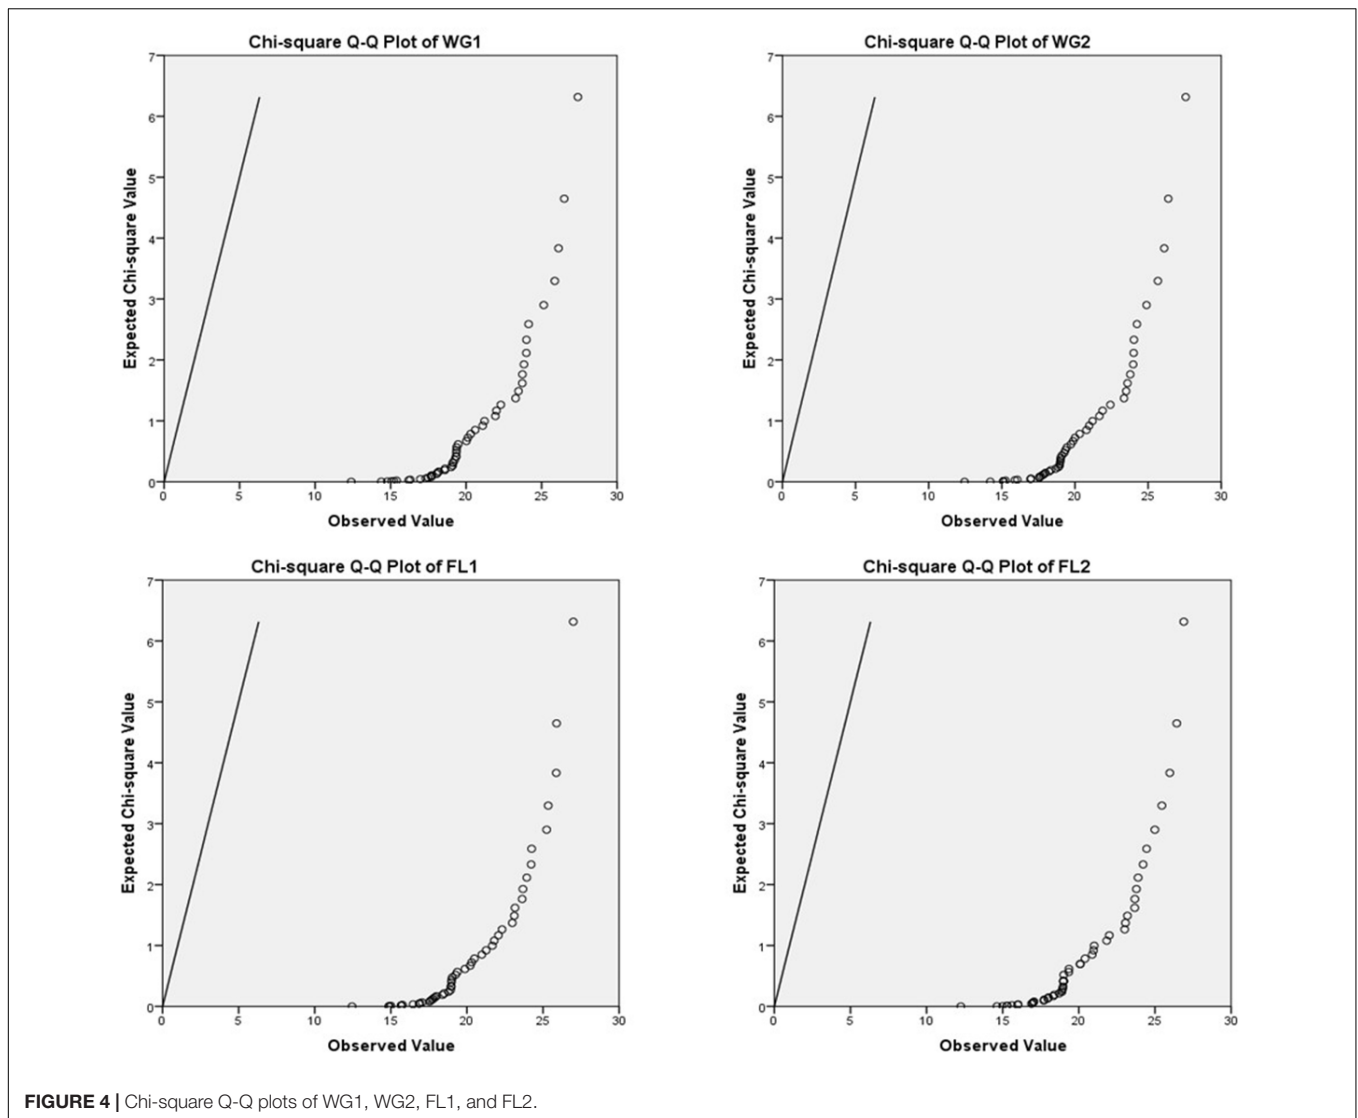 Chi-square Q-Q Plot of WG1
7
6
5
4
3
2
1
0
Expected Chi-square Value
0 5 10 15 20 25 30
Observed Value
Chi-square Q-Q Plot of WG2
7
6
5
4
3
2
1
0
Expected Chi-square Value
0 5 10 15 20 25 30
Observed Value
Chi-square Q-Q Plot of FL1
7
6
5
4
3
2
1
0
Expected Chi-square Value
0 5 10 15 20 25 30
Observed Value
Chi-square Q-Q Plot of FL2
7
6
5
4
3
2
1
0
Expected Chi-square Value
0 5 10 15 20 25 30
Observed Value
FIGURE 4 | Chi-square Q-Q plots of WG1, WG2, FL1, and FL2.